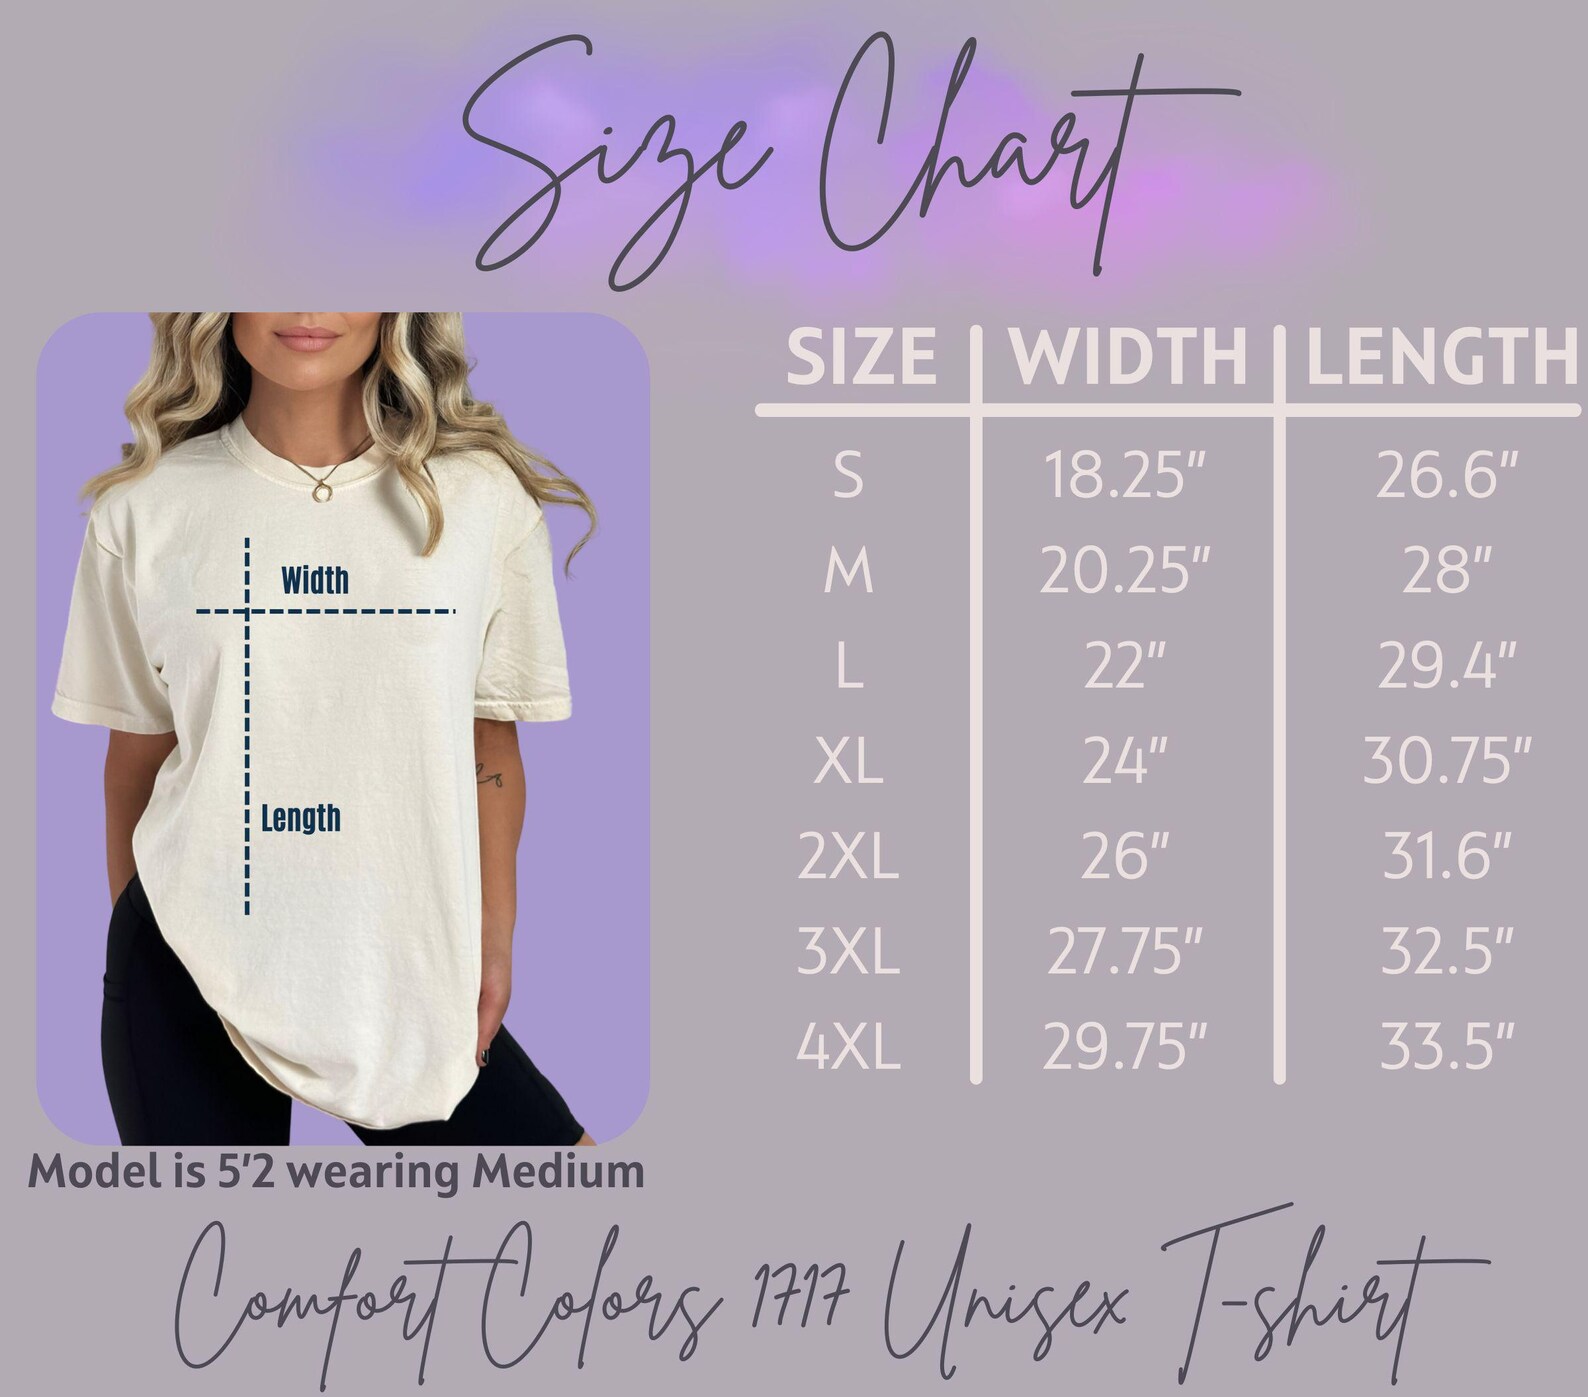 Size Chart
SIZE WIDTH LENGTH
S 18.25" 26.6"
M 20.25" 28"
L 22" 29.4"
XL 24" 30.75"
2XL 26" 31.6"
3XL 27.75" 32.5"
4XL 29.75" 33.5"
Width
Length
Model is 5'2 wearing Medium
Comfort Colors 1717 Unisex T-shirt